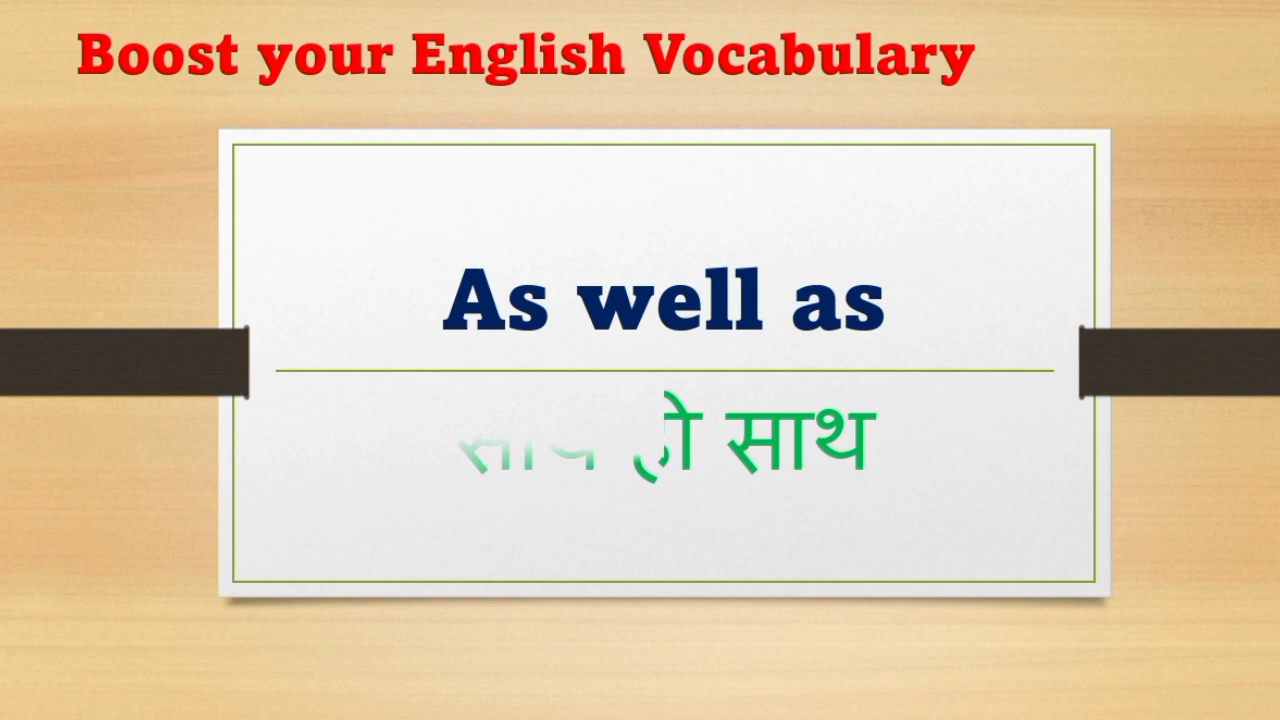 Boost your English Vocabulary
As well as
साथ ही साथ